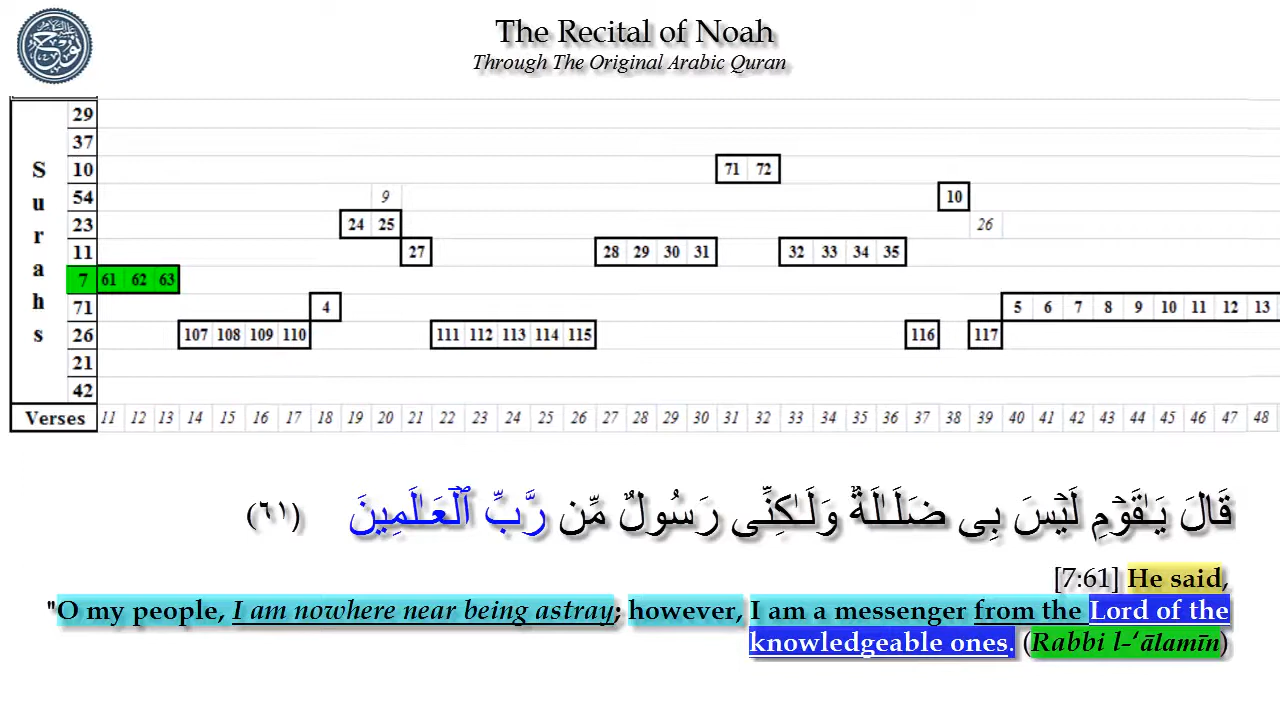 The Recital of Noah
Through The Original Arabic Quran
نوح
Surahs
29
37
10 71 72
54 9 10
23 24 25 26
11 27 28 29 30 31 32 33 34 35
7 61 62 63
71 4 5 6 7 8 9 10 11 12 13
26 107 108 109 110 111 112 113 114 115 116 117
21
42
Verses 11 12 13 14 15 16 17 18 19 20 21 22 23 24 25 26 27 28 29 30 31 32 33 34 35 36 37 38 39 40 41 42 43 44 45 46 47 48
قَالَ يَـٰقَوۡمِ لَيۡسَ بِى ضَلَـٰلَةٌ۬ وَلَـٰكِنِّى رَسُولٌ۬ مِّن رَّبِّ ٱلۡعَـٰلَمِينَ (٦١)
[7:61] He said,
"O my people, I am nowhere near being astray; however, I am a messenger from the Lord of the
knowledgeable ones. (Rabbi l-ʻālamīn)